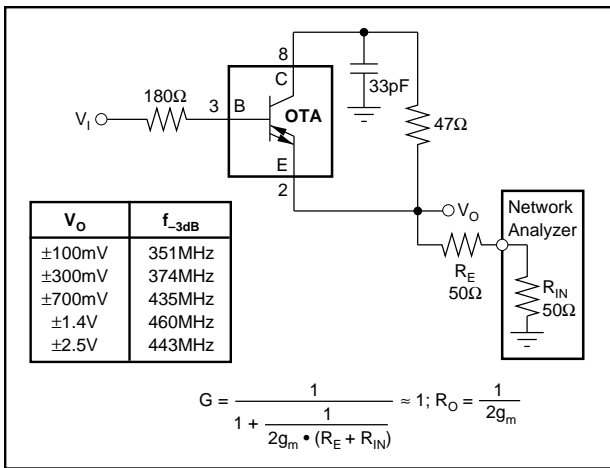 8
C
33pF
180Ω
3 B
OTA
V_I
47Ω
E
2
V_O
Network
Analyzer
R_E
50Ω
R_IN
50Ω
V_O f_–3dB
±100mV 351MHz
±300mV 374MHz
±700mV 435MHz
±1.4V 460MHz
±2.5V 443MHz
G = 1 / (1 + 1 / (2g_m • (R_E + R_IN))) ≈ 1; R_O = 1 / 2g_m